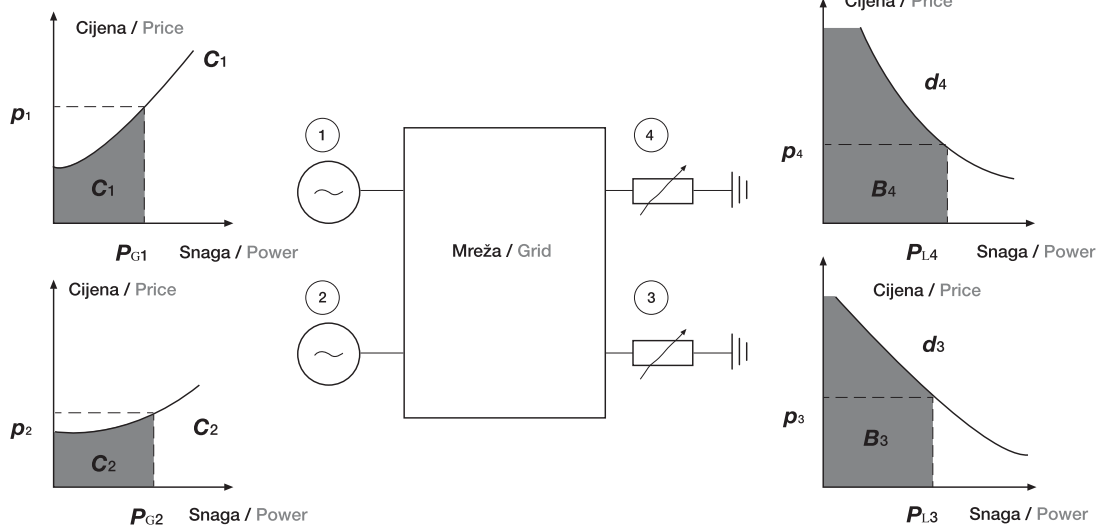 Cijena / Price
C1
p1
C1
PG1 Snaga / Power
Cijena / Price
p2
C2
C2
PG2 Snaga / Power
1
2
Mreža / Grid
4
3
Cijena / Price
d4
p4
B4
PL4 Snaga / Power
Cijena / Price
d3
p3
B3
PL3 Snaga / Power